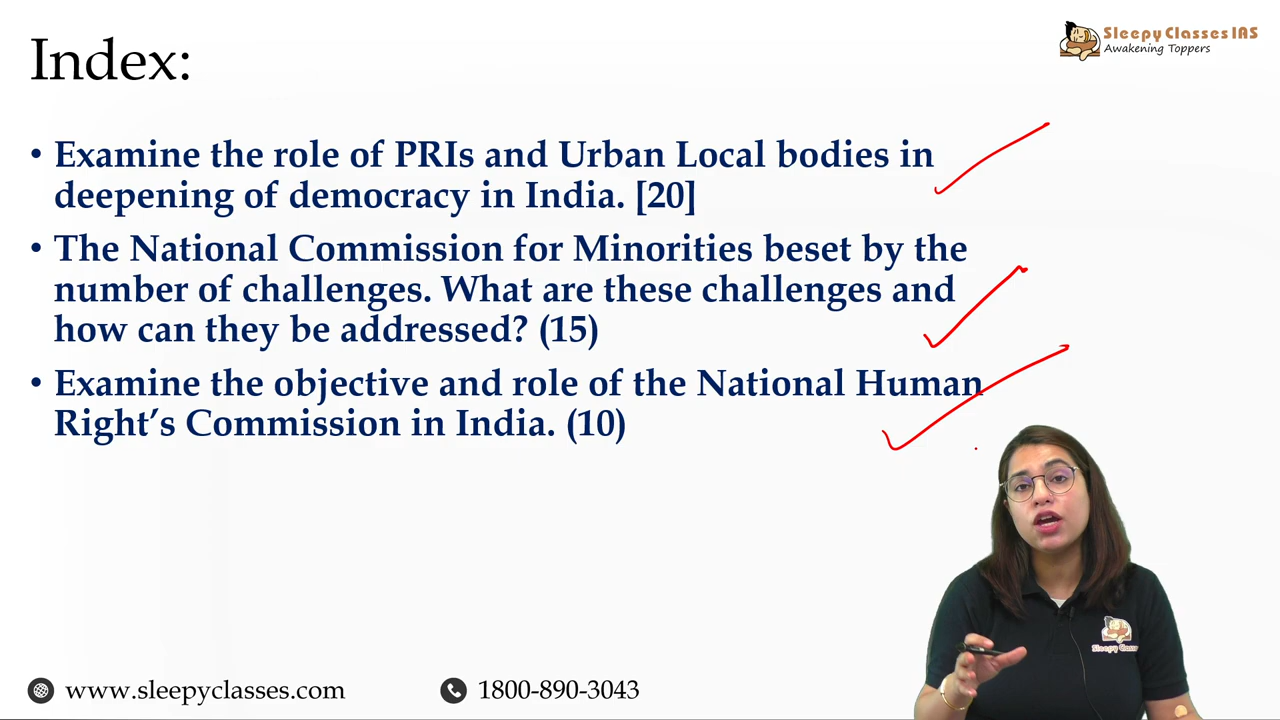 Index:
Sleepy Classes IAS
Awakening Toppers
• Examine the role of PRIs and Urban Local bodies in
deepening of democracy in India. [20]
• The National Commission for Minorities beset by the
number of challenges. What are these challenges and
how can they be addressed? (15)
• Examine the objective and role of the National Human
Right’s Commission in India. (10)
Sleepy Classes
www.sleepyclasses.com
1800-890-3043